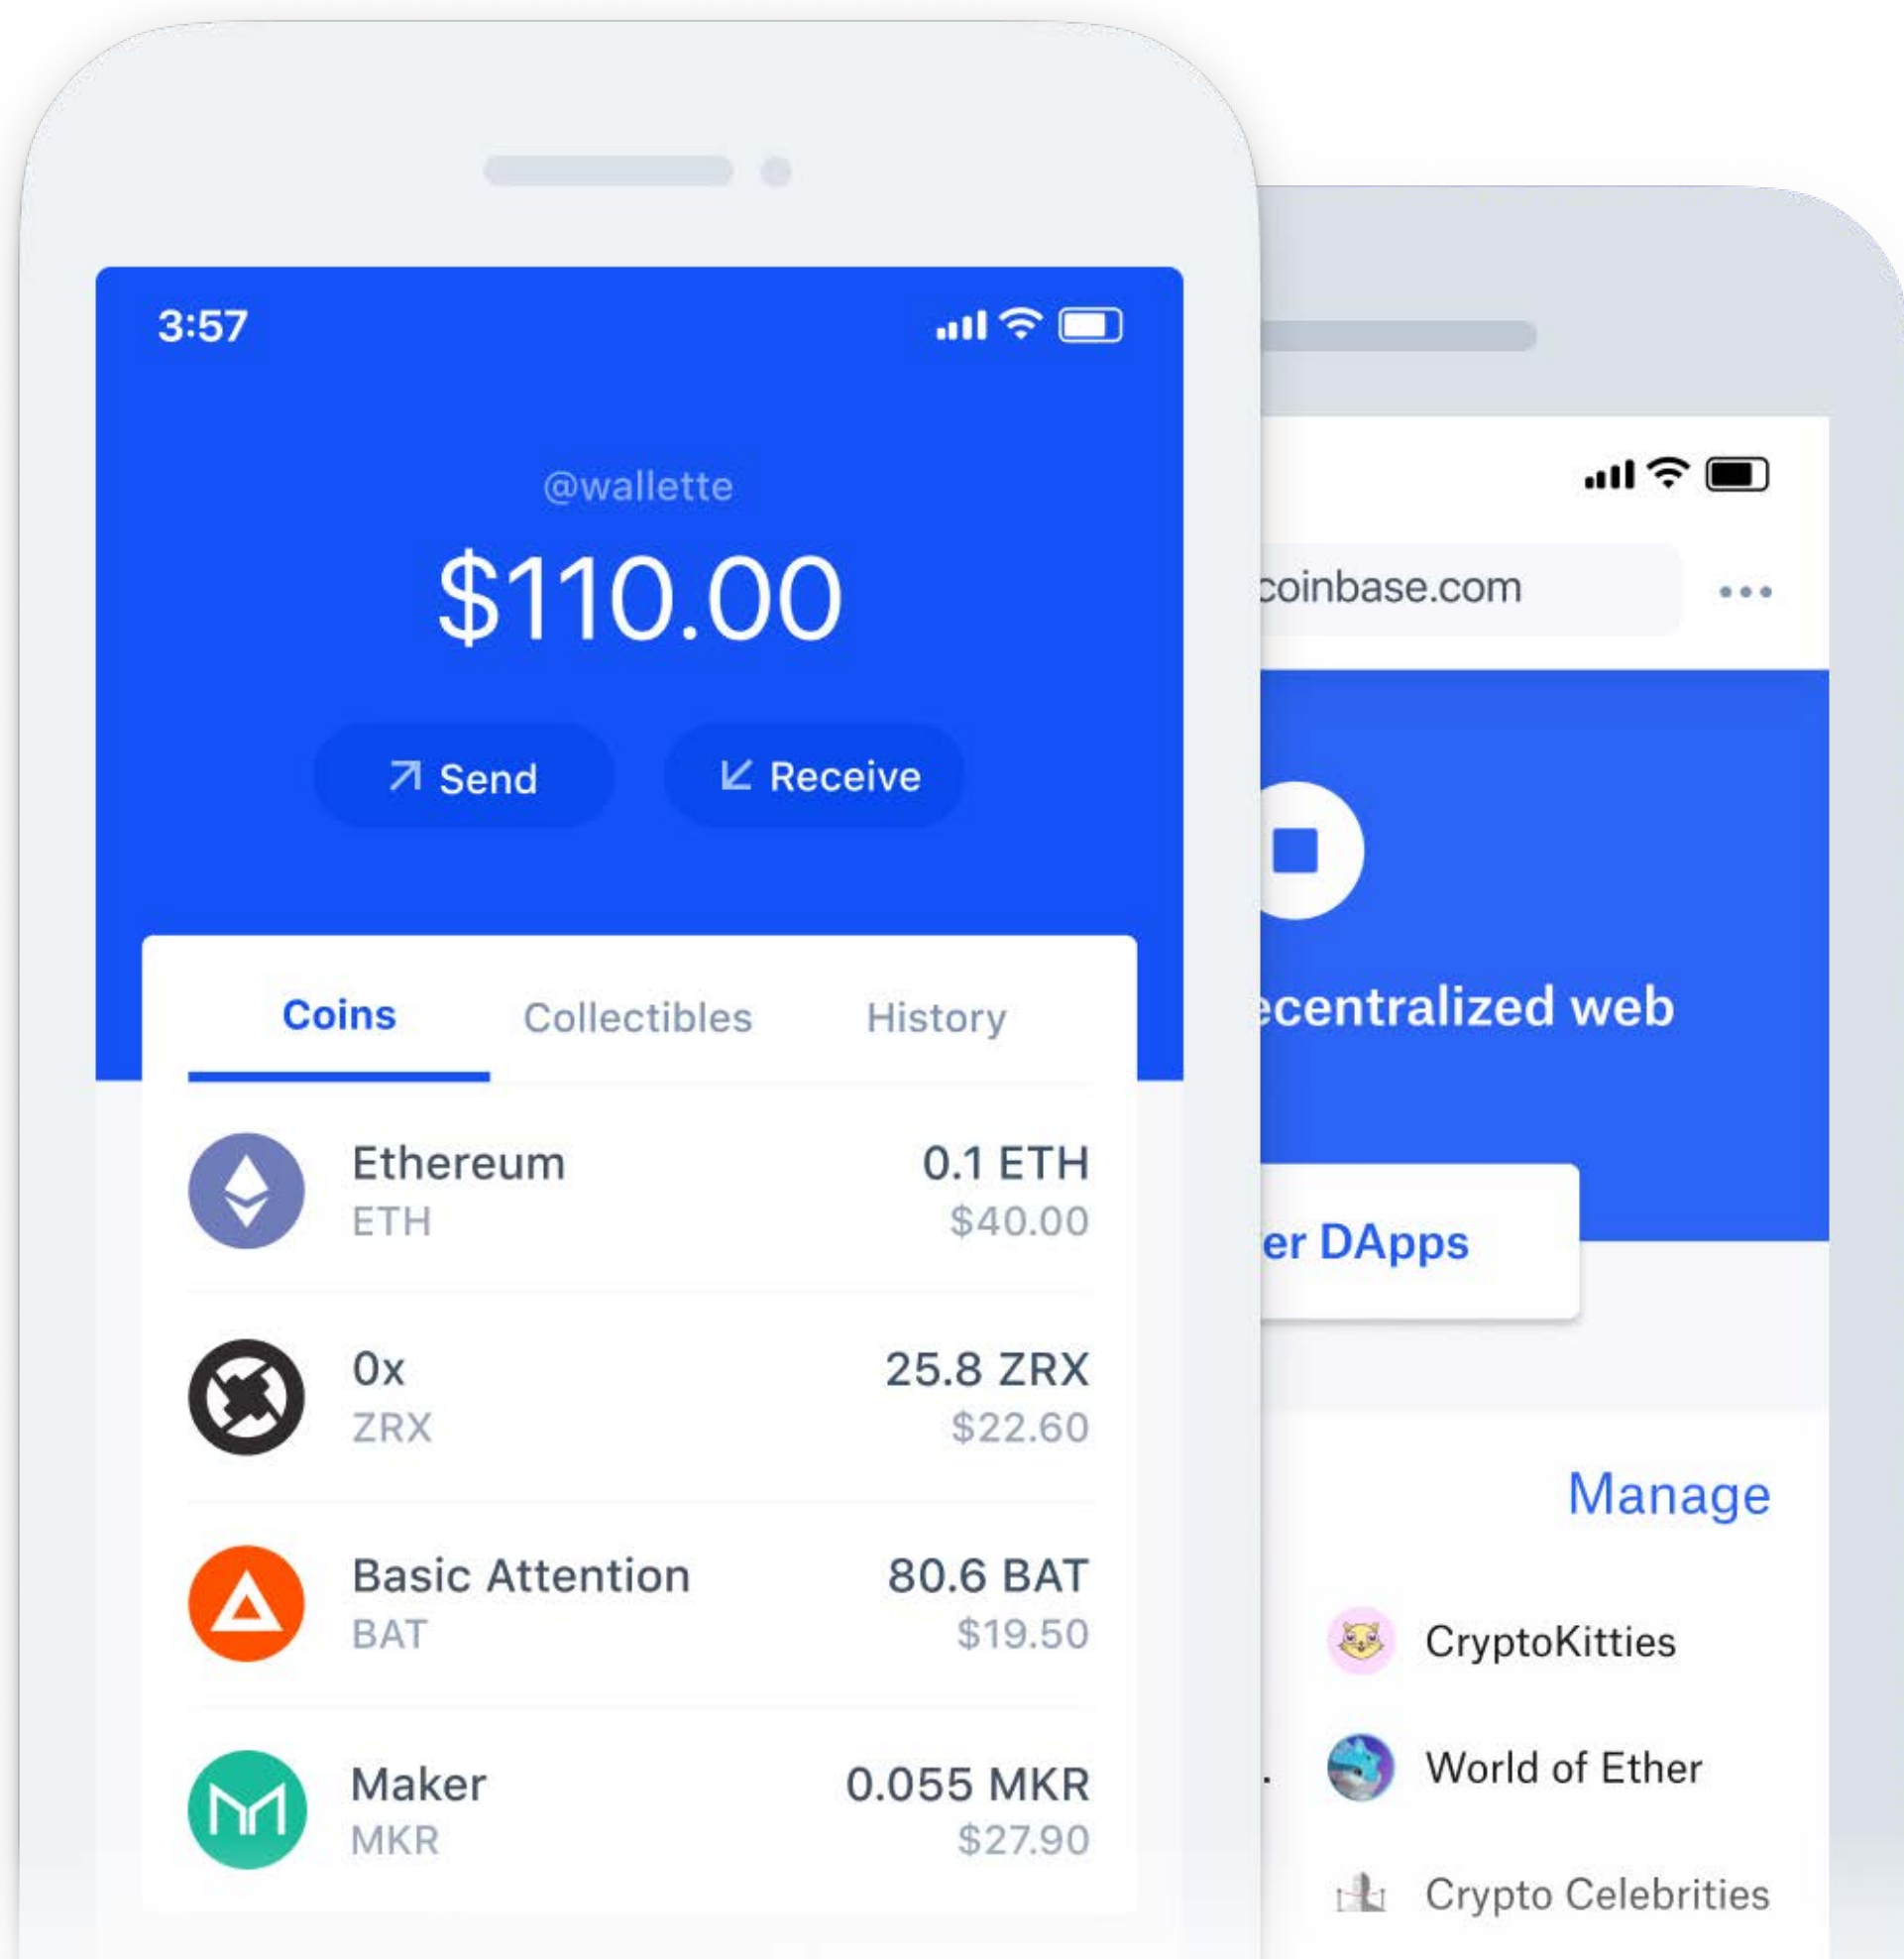 3:57
@wallette
$110.00
Send
Receive
Coins
Collectibles
History
Ethereum
0.1 ETH
ETH
$40.00
0x
25.8 ZRX
ZRX
$22.60
Basic Attention
80.6 BAT
BAT
$19.50
Maker
0.055 MKR
MKR
$27.90
coinbase.com
ecentralized web
er DApps
Manage
CryptoKitties
World of Ether
Crypto Celebrities